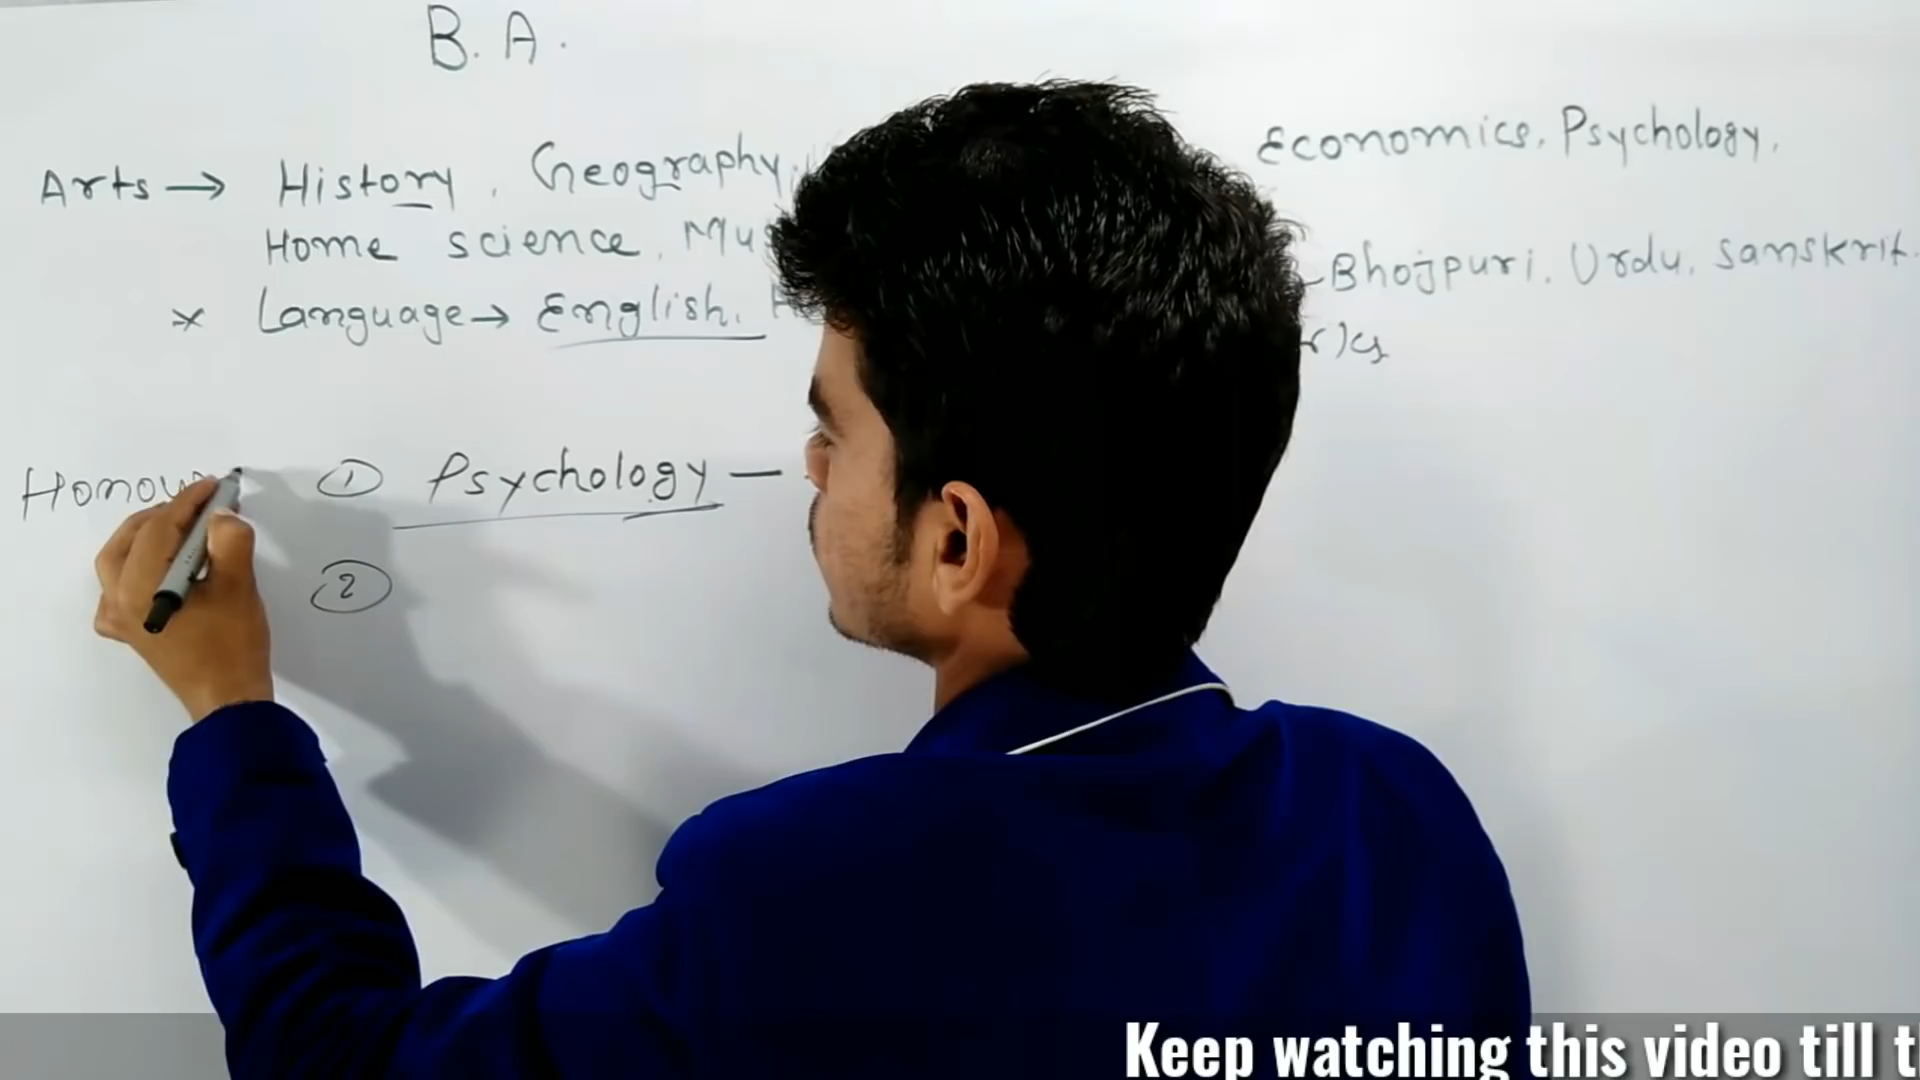 B. A.
Arts → History, Geography, Economics, Psychology,
Home science, Bhojpuri, Urdu, Sanskrit.
* Language → English,
① Psychology —
②
Keep watching this video till